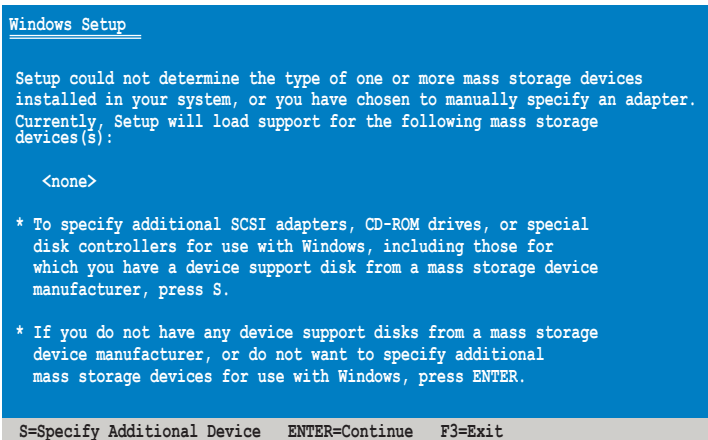 Windows Setup
Setup could not determine the type of one or more mass storage devices
installed in your system, or you have chosen to manually specify an adapter.
Currently, Setup will load support for the following mass storage
devices(s):
<none>
* To specify additional SCSI adapters, CD-ROM drives, or special
disk controllers for use with Windows, including those for
which you have a device support disk from a mass storage device
manufacturer, press S.
* If you do not have any device support disks from a mass storage
device manufacturer, or do not want to specify additional
mass storage devices for use with Windows, press ENTER.
S=Specify Additional Device ENTER=Continue F3=Exit